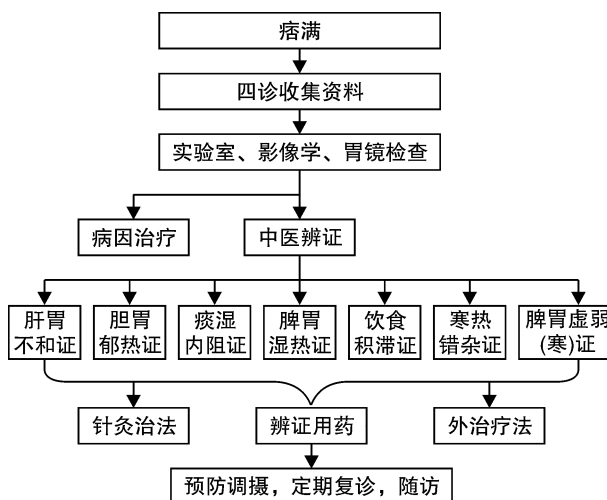 痞满
四诊收集资料
实验室、影像学、胃镜检查
病因治疗
中医辨证
肝胃
不和证
胆胃
郁热证
痰湿
内阻证
脾胃
湿热证
饮食
积滞证
寒热
错杂证
脾胃虚弱
(寒)证
针灸治法
辨证用药
外治疗法
预防调摄，定期复诊，随访